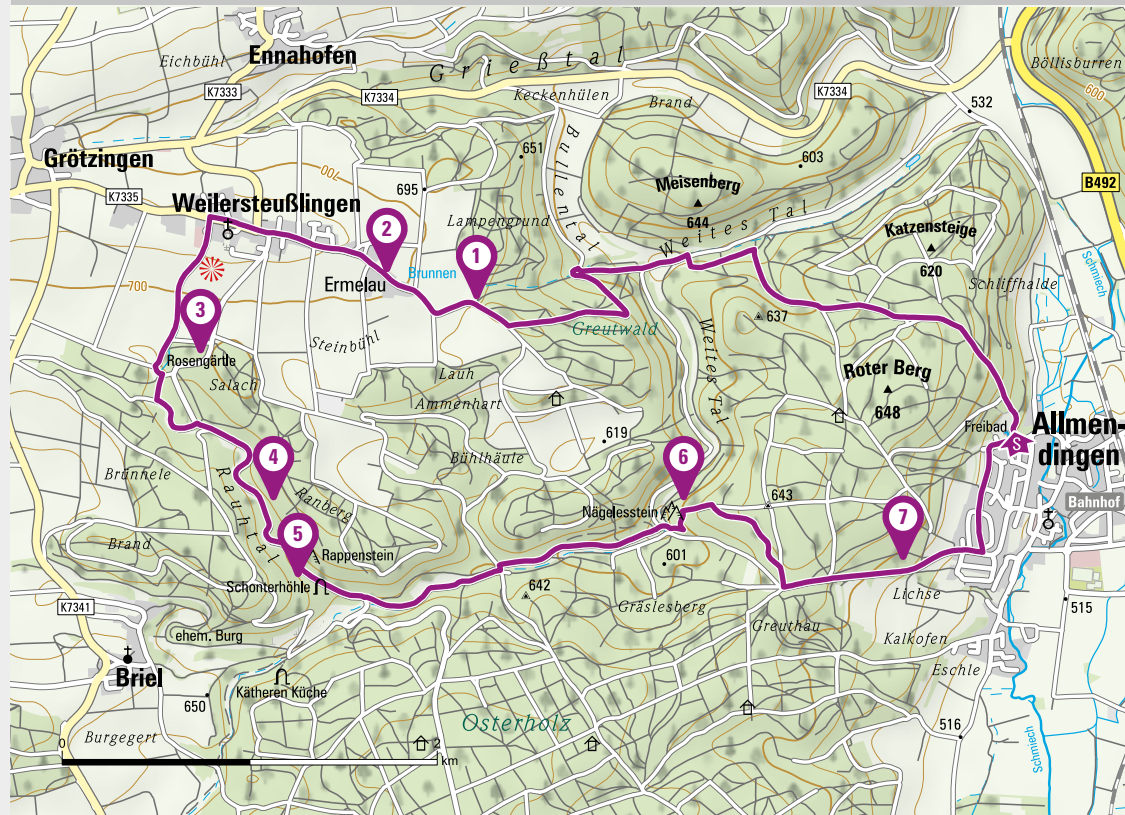 Ennahofen
Eichbühl
Grießtal
Böllisburren
600
K7333
K7334
Keckenhülen
Brand
K7334
532
Grötzingen
651
603
Bullental
700
695
Meisenberg
644
B492
K7335
Weilersteußlingen
Lampengrund
Weites Tal
Katzensteige
620
2
1
Brunnen
Ermelau
Schliffhalde
Schmiech
700
3
Steinbühl
Greutwald
637
Weites Tal
Rosengärtle
Salach
Lauh
Roter Berg
648
Ammenhart
Freibad
S
Allmen-
dingen
619
Bühlhäule
Brünnele
Rauhtal
4
Ranberg
6
643
Bahnhof
Nägelesstein
7
Brand
5
Rappenstein
601
Schonterhöhle
642
Gräslesberg
Lichse
515
K7341
ehem. Burg
Greuthau
Kalkofen
Eschle
Briel
Kätheren Küche
650
Osterholz
516
Burgegert
Schmiech
0
2
km